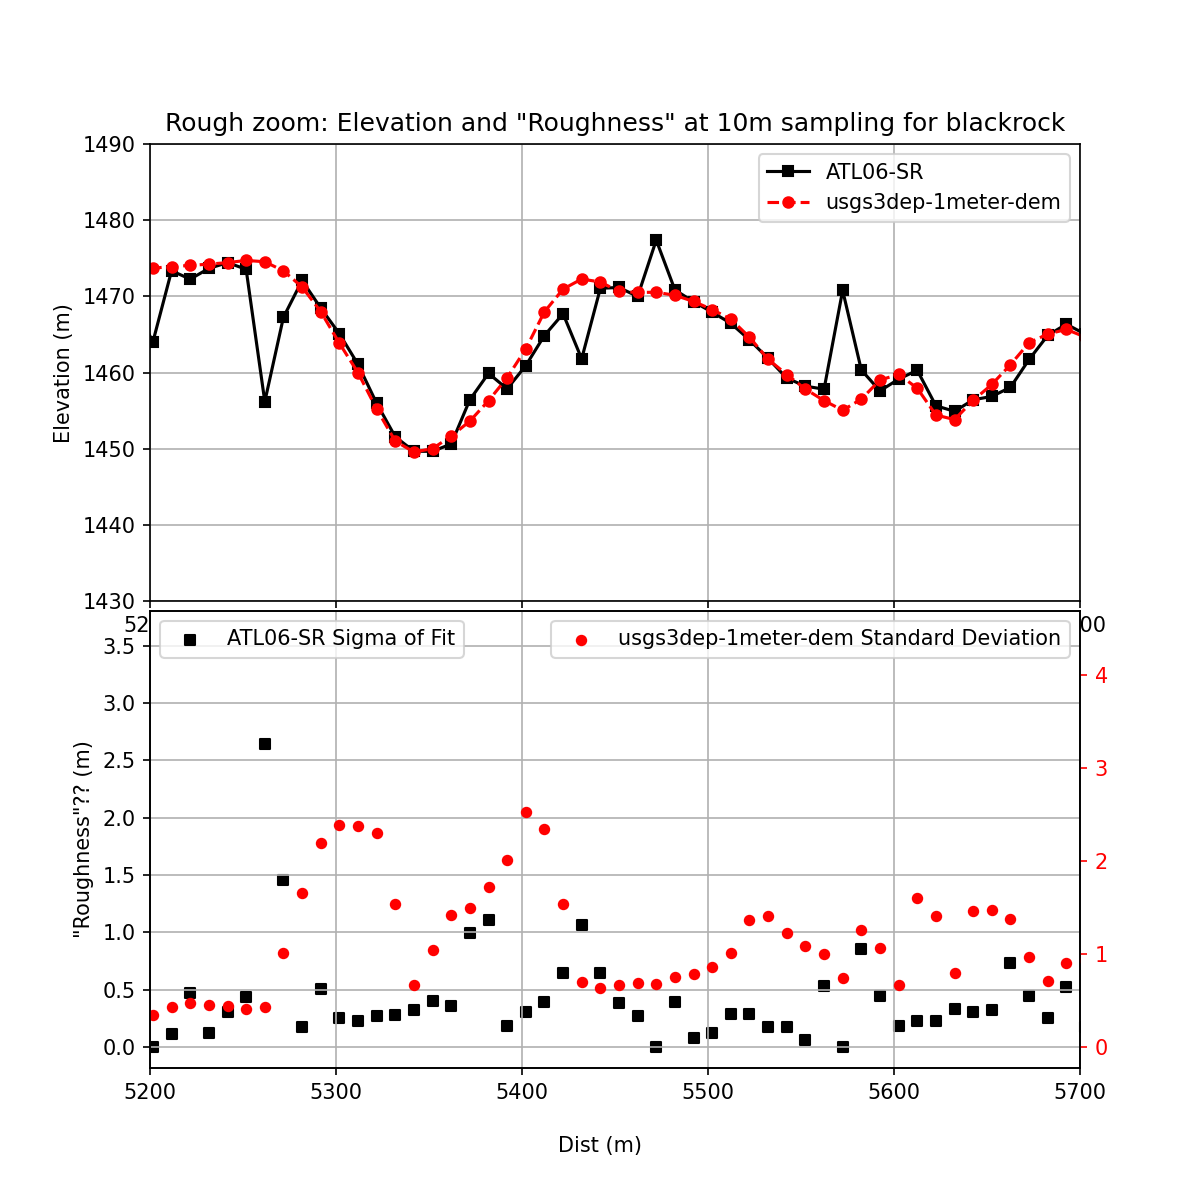 Rough zoom: Elevation and "Roughness" at 10m sampling for blackrock
1490
1480
1470
1460
1450
1440
1430
Elevation (m)
ATL06-SR
usgs3dep-1meter-dem
52
00
ATL06-SR Sigma of Fit
usgs3dep-1meter-dem Standard Deviation
3.5
3.0
2.5
2.0
1.5
1.0
0.5
0.0
"Roughness"?? (m)
4
3
2
1
0
5200 5300 5400 5500 5600 5700
Dist (m)